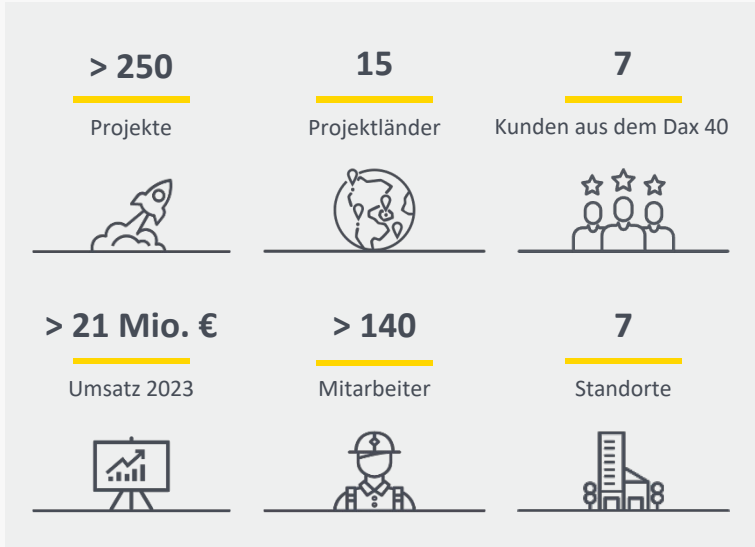 > 250
Projekte
15
Projektländer
7
Kunden aus dem Dax 40
> 21 Mio. €
Umsatz 2023
> 140
Mitarbeiter
7
Standorte